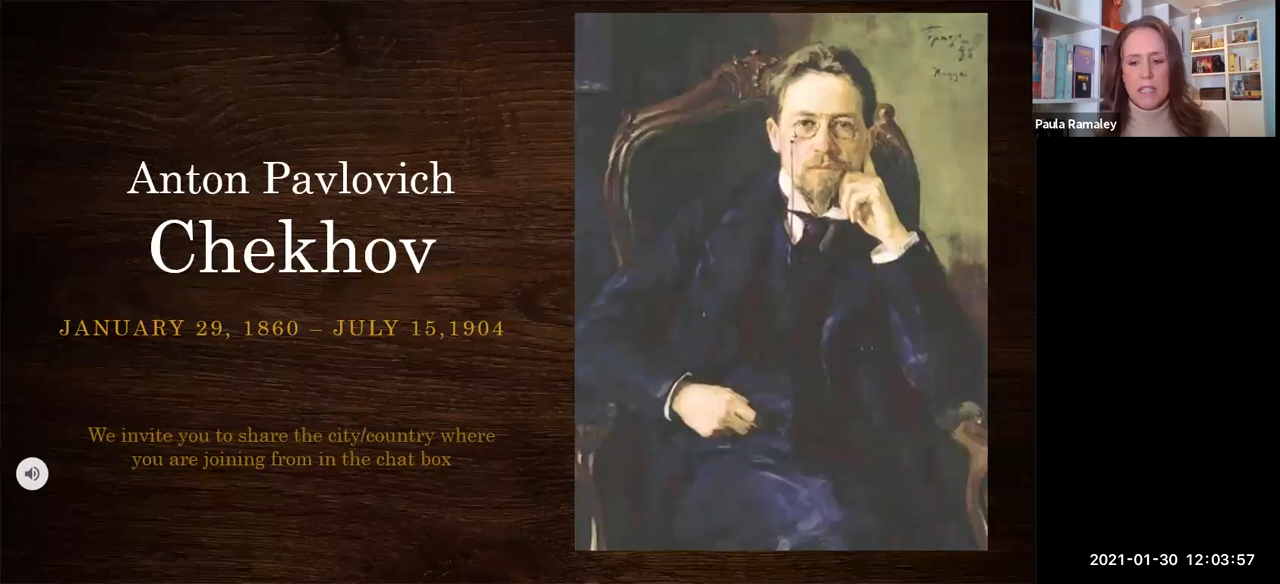 Anton Pavlovich
Chekhov
JANUARY 29, 1860 – JULY 15,1904
We invite you to share the city/country where
you are joining from in the chat box
Paula Ramaley
2021-01-30 12:03:57